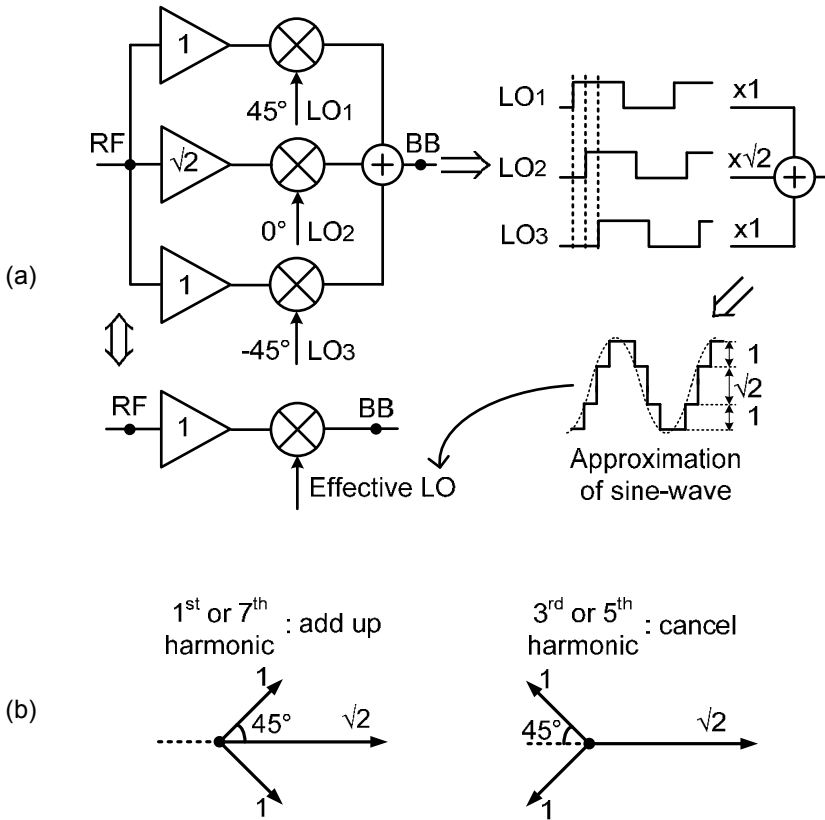 (a)
1
45° LO1
RF
√2
BB
0° LO2
1
-45° LO3
RF
1
BB
Effective LO
LO1
x1
LO2
x√2
LO3
x1
1
√2
1
Approximation
of sine-wave
(b)
1st or 7th
harmonic : add up
1
45°
√2
1
3rd or 5th
harmonic : cancel
1
45°
√2
1